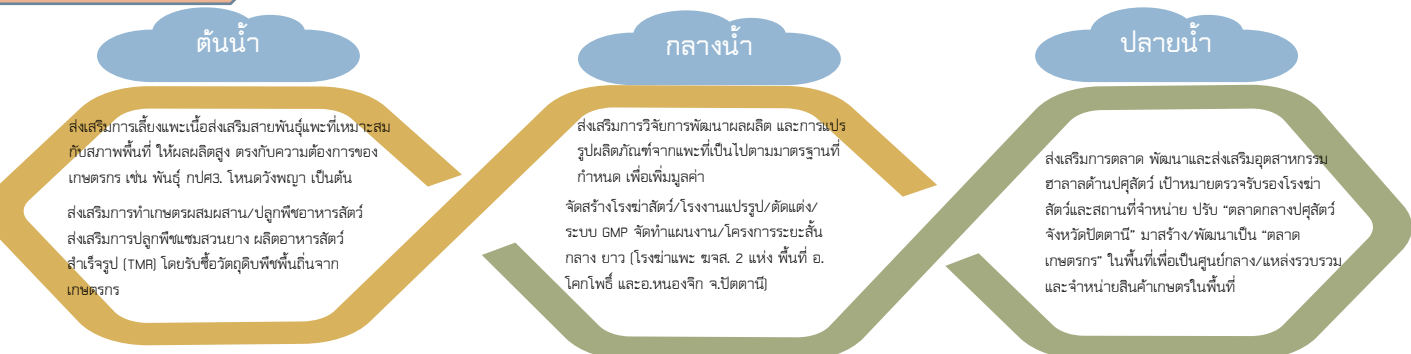 ต้นน้ำ
ส่งเสริมการเลี้ยงแพะเนื้อส่งเสริมสายพันธุ์แพะที่เหมาะสม
กับสภาพพื้นที่ ให้ผลผลิตสูง ตรงกับความต้องการของ
เกษตรกร เช่น พันธุ์ กปศ3. โหนดวังพญา เป็นต้น
ส่งเสริมการทำเกษตรผสมผสาน/ปลูกพืชอาหารสัตว์
ส่งเสริมการปลูกพืชแซมสวนยาง ผลิตอาหารสัตว์
สำเร็จรูป (TMR) โดยรับซื้อวัตถุดิบพืชพื้นถิ่นจาก
เกษตรกร
กลางน้ำ
ส่งเสริมการวิจัยการพัฒนาผลผลิต และการแปร
รูปผลิตภัณฑ์จากแพะที่เป็นไปตามมาตรฐานที่
กำหนด เพื่อเพิ่มมูลค่า
จัดสร้างโรงฆ่าสัตว์/โรงงานแปรรูป/ตัดแต่ง/
ระบบ GMP จัดทำแผนงาน/โครงการระยะสั้น
กลาง ยาว (โรงฆ่าแพะ ฆจส. 2 แห่ง พื้นที่ อ.
โคกโพธิ์ และอ.หนองจิก จ.ปัตตานี)
ปลายน้ำ
ส่งเสริมการตลาด พัฒนาและส่งเสริมอุตสาหกรรม
ฮาลาลด้านปศุสัตว์ เป้าหมายตรวจรับรองโรงฆ่า
สัตว์และสถานที่จำหน่าย ปรับ “ตลาดกลางปศุสัตว์
จังหวัดปัตตานี” มาสร้าง/พัฒนาเป็น “ตลาด
เกษตรกร” ในพื้นที่เพื่อเป็นศูนย์กลาง/แหล่งรวบรวม
และจำหน่ายสินค้าเกษตรในพื้นที่